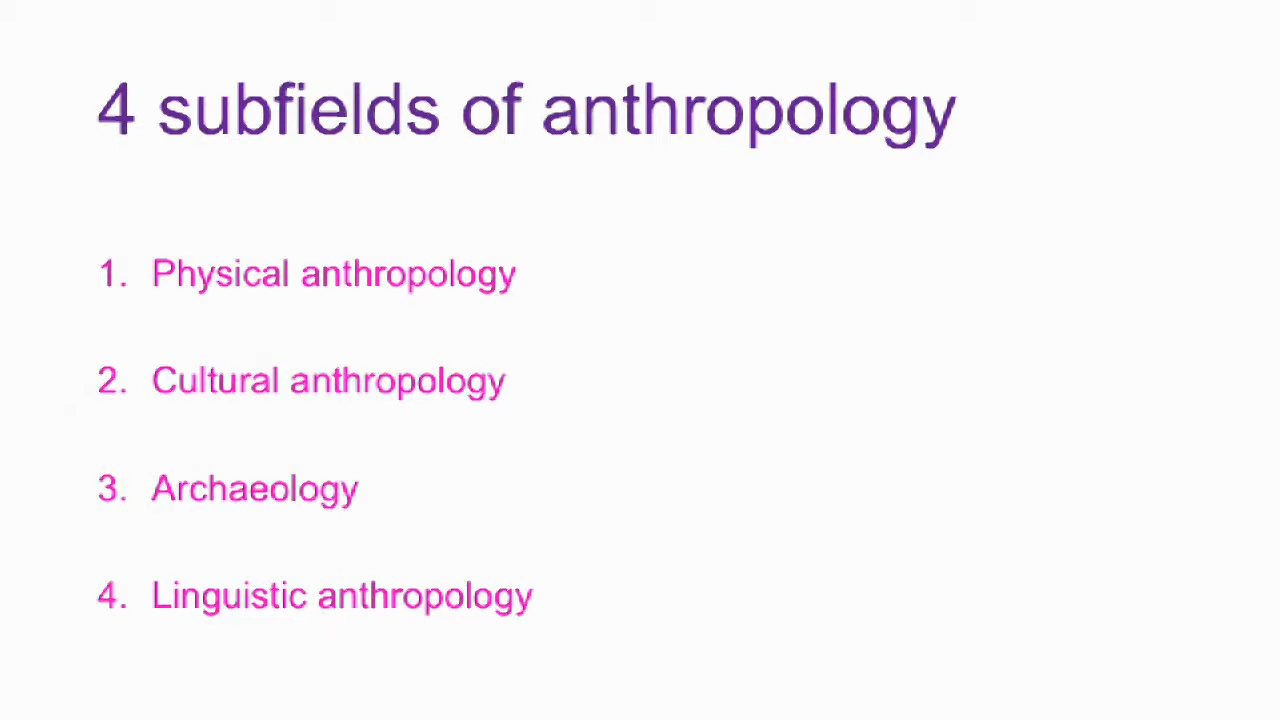 4 subfields of anthropology
1. Physical anthropology
2. Cultural anthropology
3. Archaeology
4. Linguistic anthropology